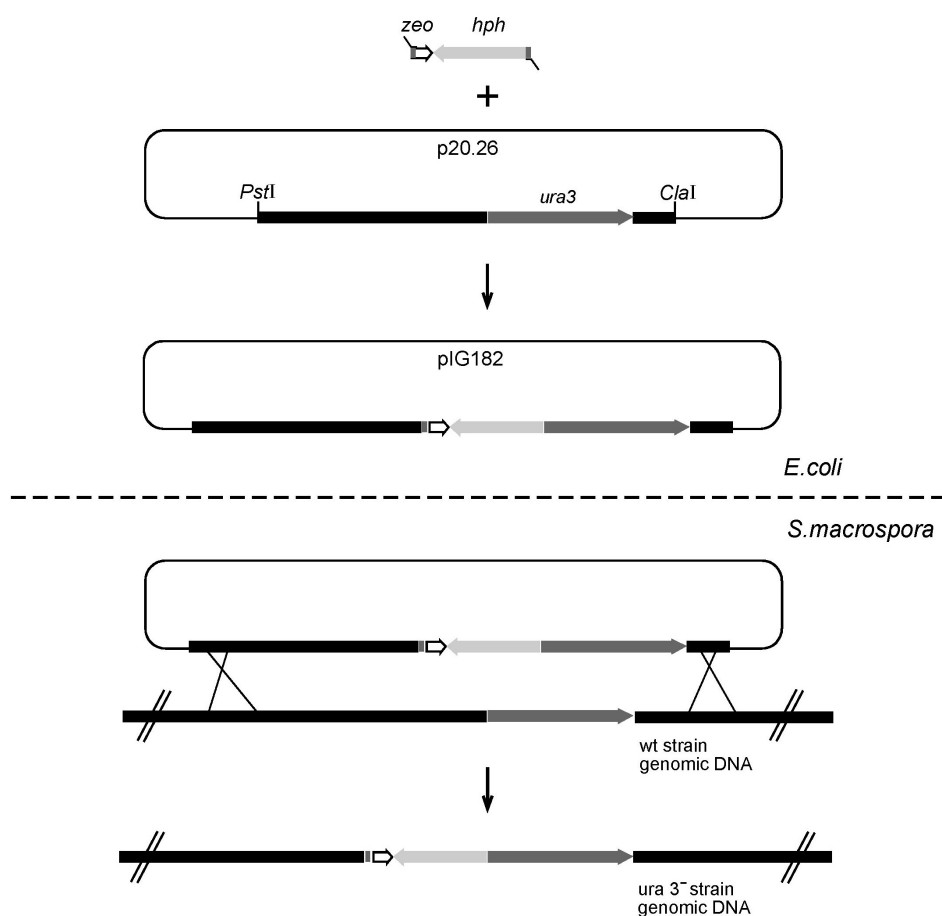 zeo hph
+
p20.26
PstI ura3 ClaI
pIG182
E.coli
S.macrospora
wt strain
genomic DNA
ura 3⁻ strain
genomic DNA